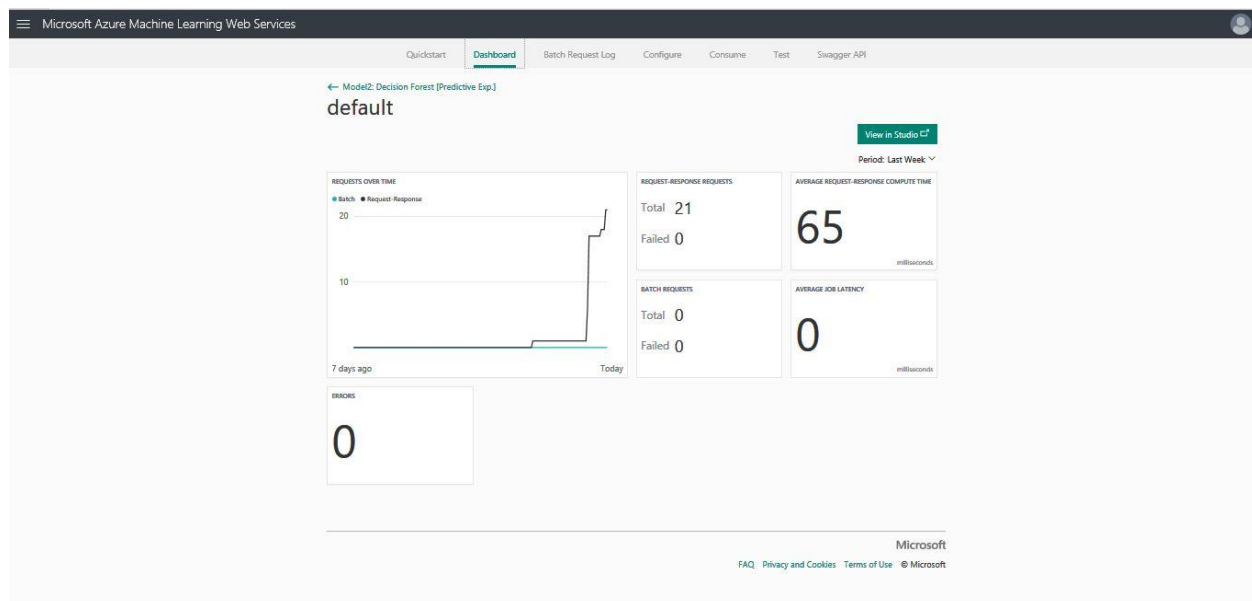 Microsoft Azure Machine Learning Web Services
Quickstart Dashboard Batch Request Log Configure Consume Test Swagger API
← Model2: Decision Forest [Predictive Exp.]
default
View in Studio
Period: Last Week
REQUESTS OVER TIME
Batch Request-Response
20
10
7 days ago Today
REQUEST-RESPONSE REQUESTS
Total 21
Failed 0
AVERAGE REQUEST-RESPONSE COMPUTE TIME
65
milliseconds
BATCH REQUESTS
Total 0
Failed 0
AVERAGE JOB LATENCY
0
milliseconds
ERRORS
0
Microsoft
FAQ Privacy and Cookies Terms of Use © Microsoft